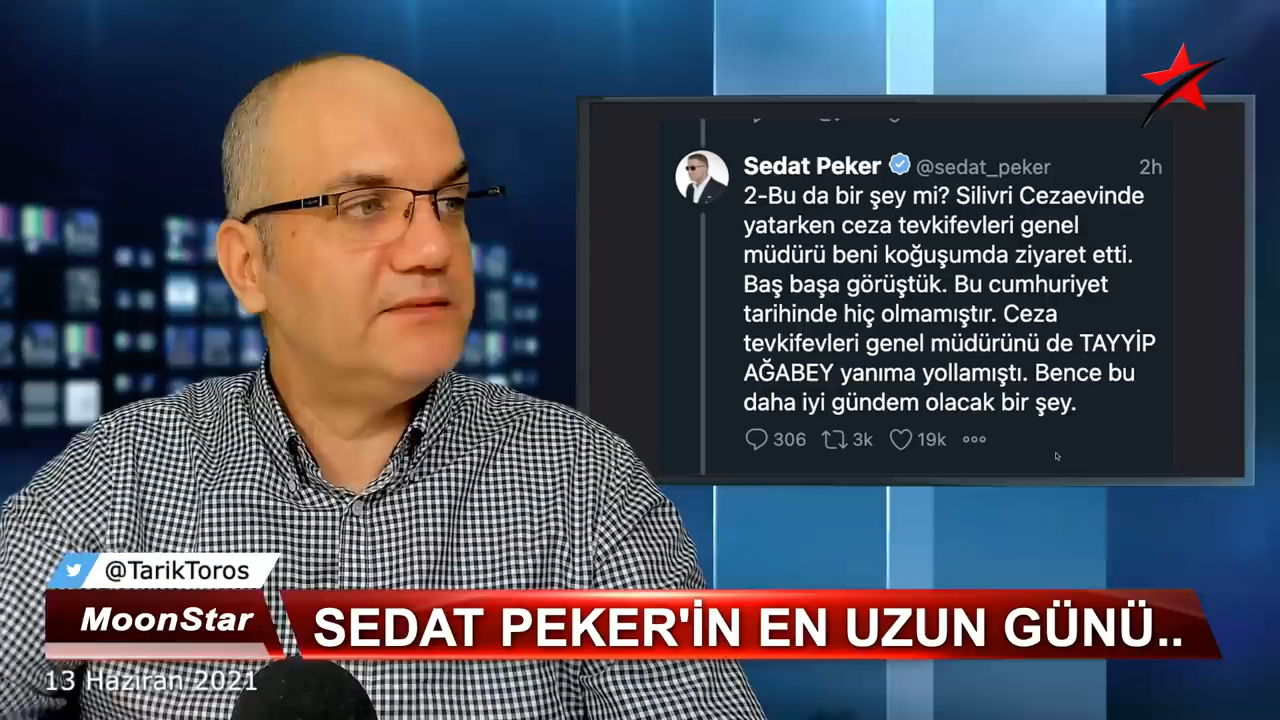 Sedat Peker @sedat_peker 2h
2-Bu da bir şey mi? Silivri Cezaevinde
yatarken ceza tevkifevleri genel
müdürü beni koğuşumda ziyaret etti.
Baş başa görüştük. Bu cumhuriyet
tarihinde hiç olmamıştır. Ceza
tevkifevleri genel müdürünü de TAYYİP
AĞABEY yanıma yollamıştı. Bence bu
daha iyi gündem olacak bir şey.
306 3k 19k
@TarikToros
MoonStar
SEDAT PEKER'İN EN UZUN GÜNÜ..
13 Haziran 2021